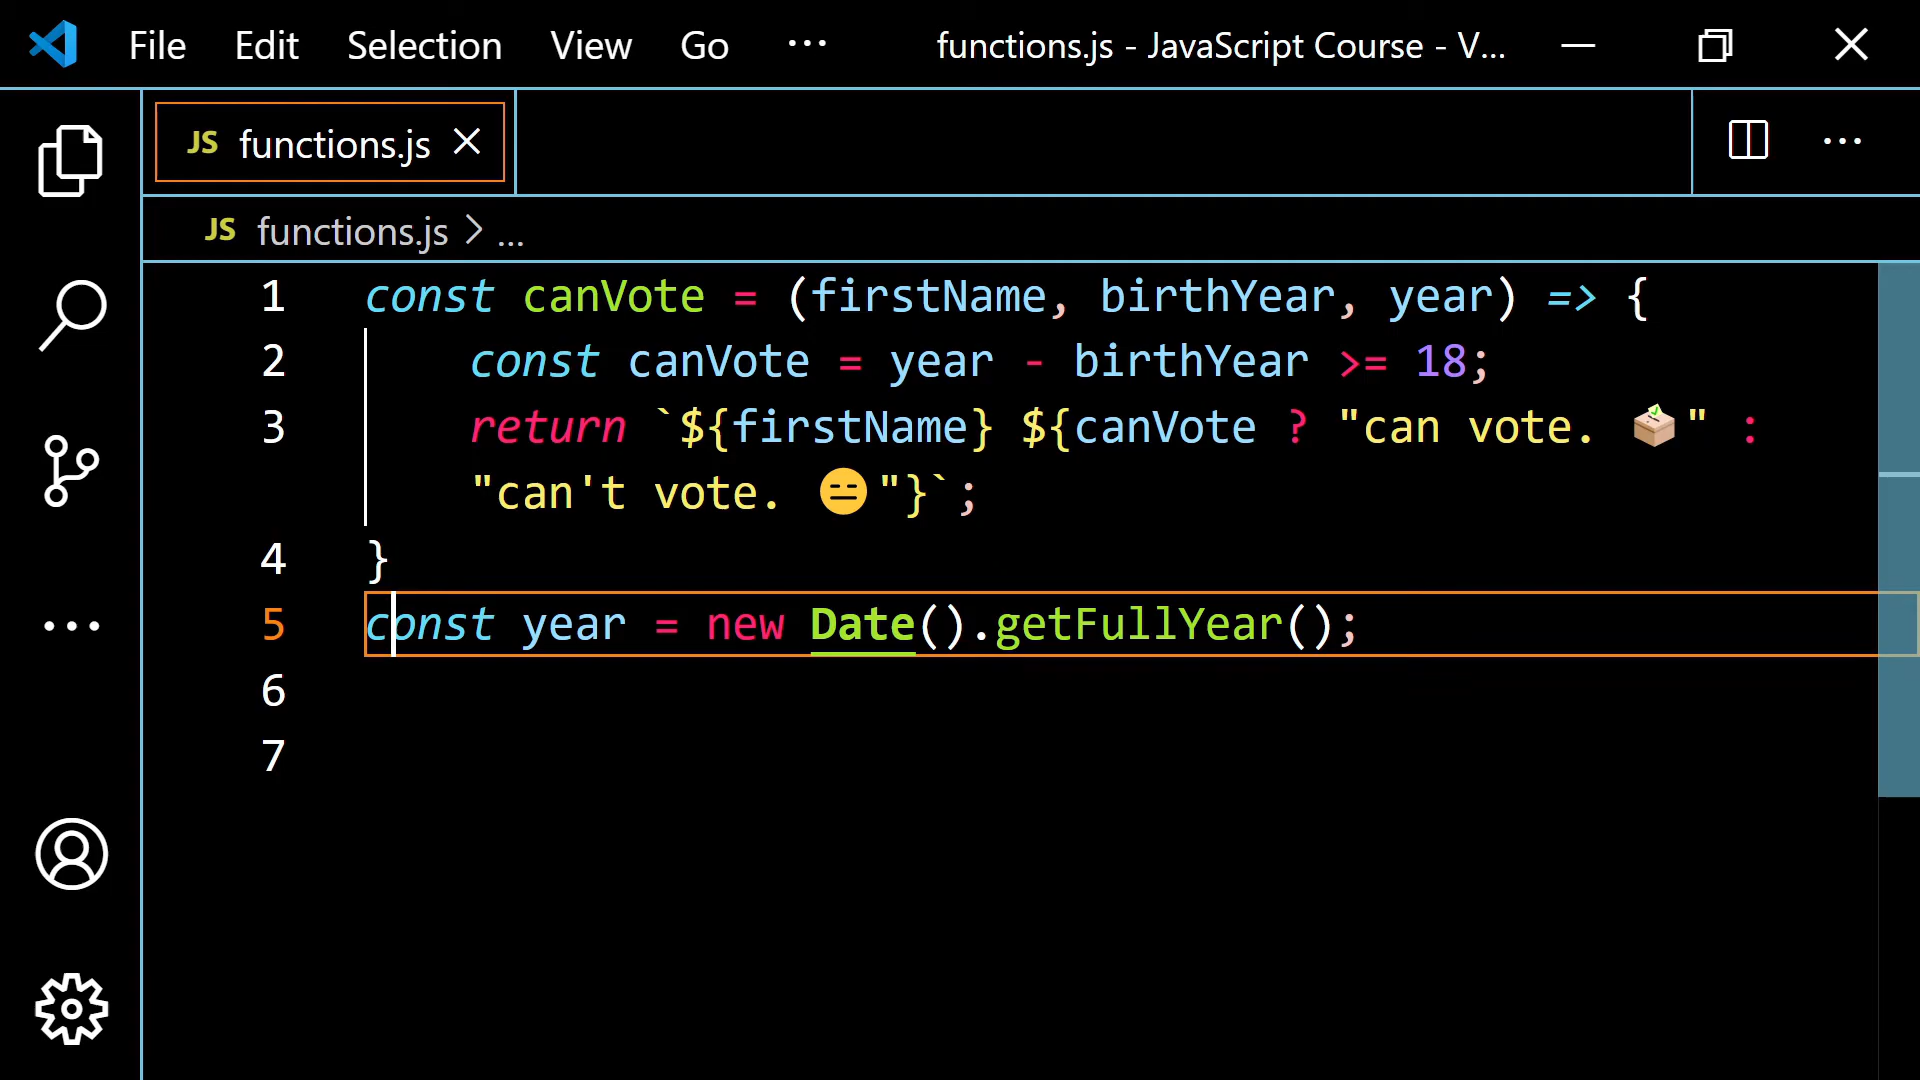 File Edit Selection View Go ··· functions.js - JavaScript Course - V...
JS functions.js
JS functions.js > ...
1 const canVote = (firstName, birthYear, year) => {
2 const canVote = year - birthYear >= 18;
3 return `${firstName} ${canVote ? "can vote. 🗳️" :
"can't vote. 😑"}`;
4 }
5 const year = new Date().getFullYear();
6
7